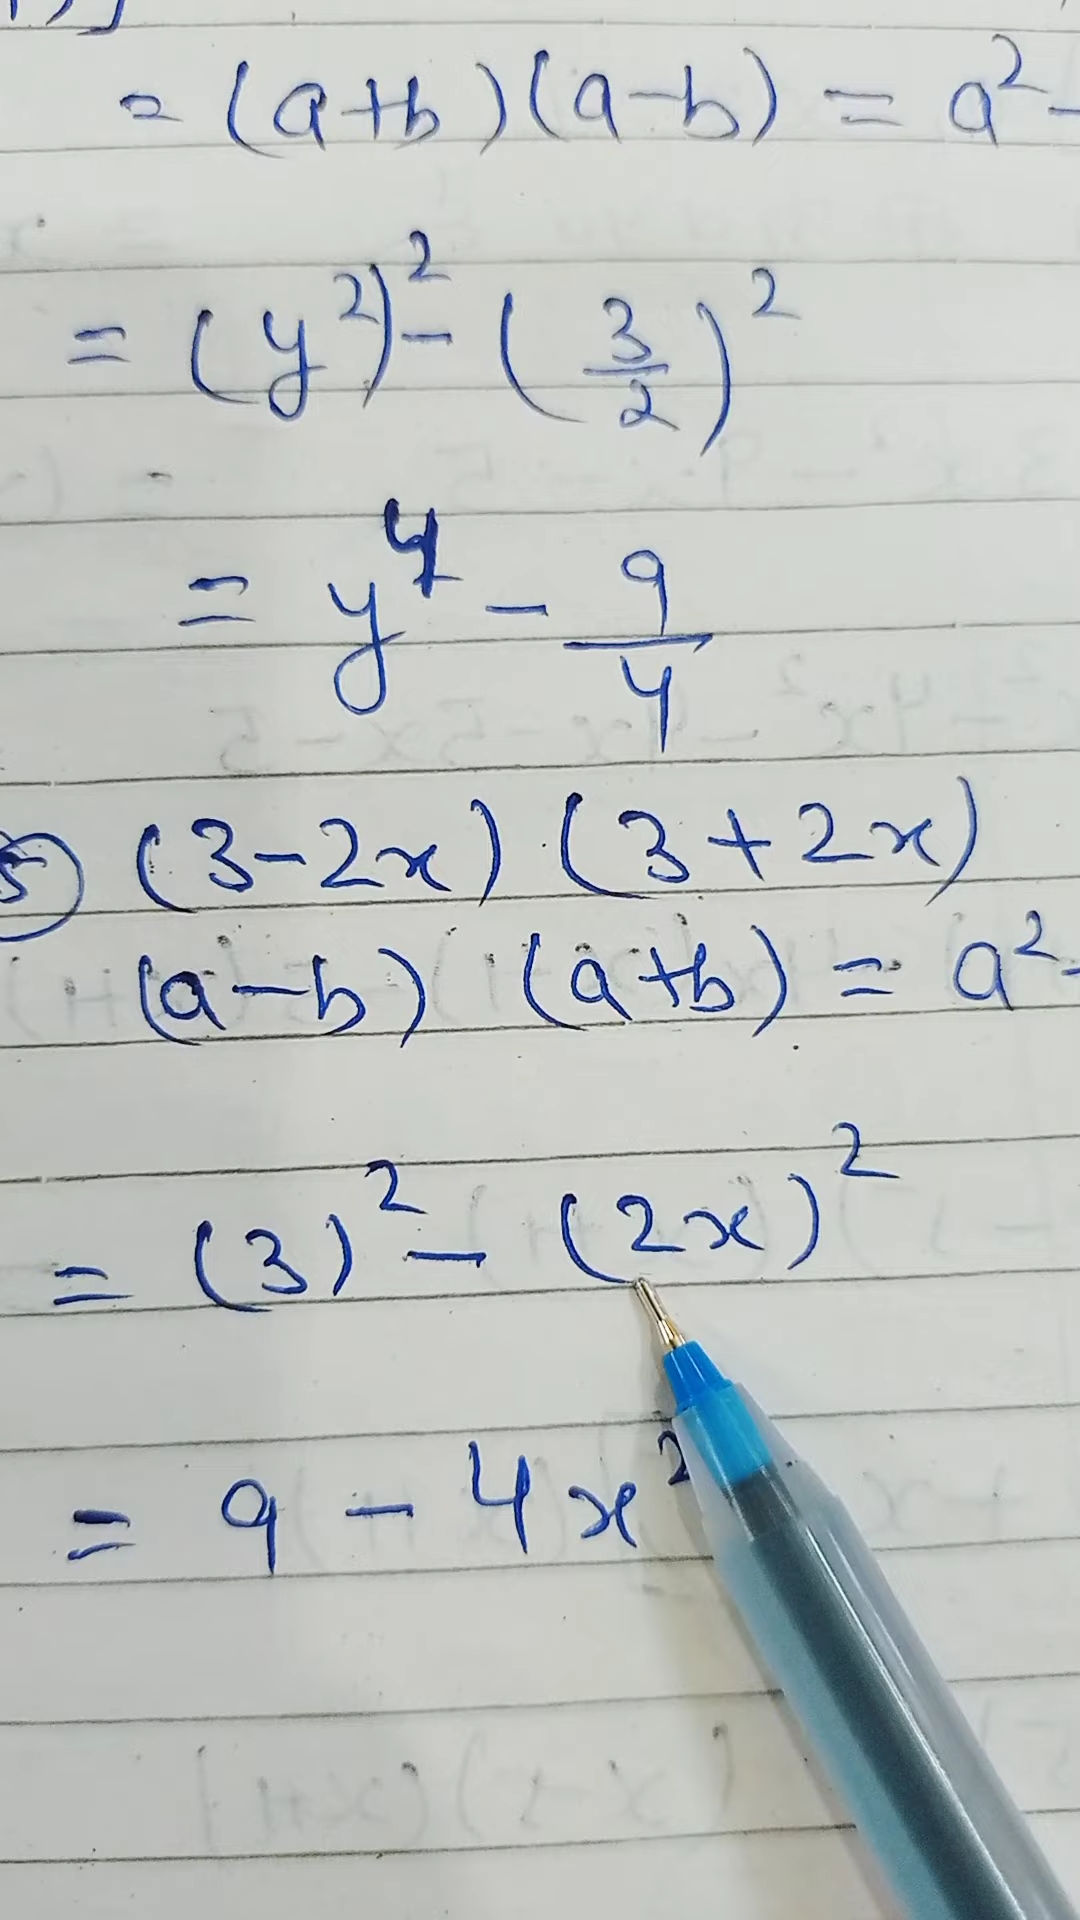 = (a+b)(a-b) = a² -
= (y²)² - (3/2)²
= y⁴ - 9/4
5 (3-2x) (3+2x)
(a-b) (a+b) = a² -
= (3)² - (2x)²
= 9 - 4x²